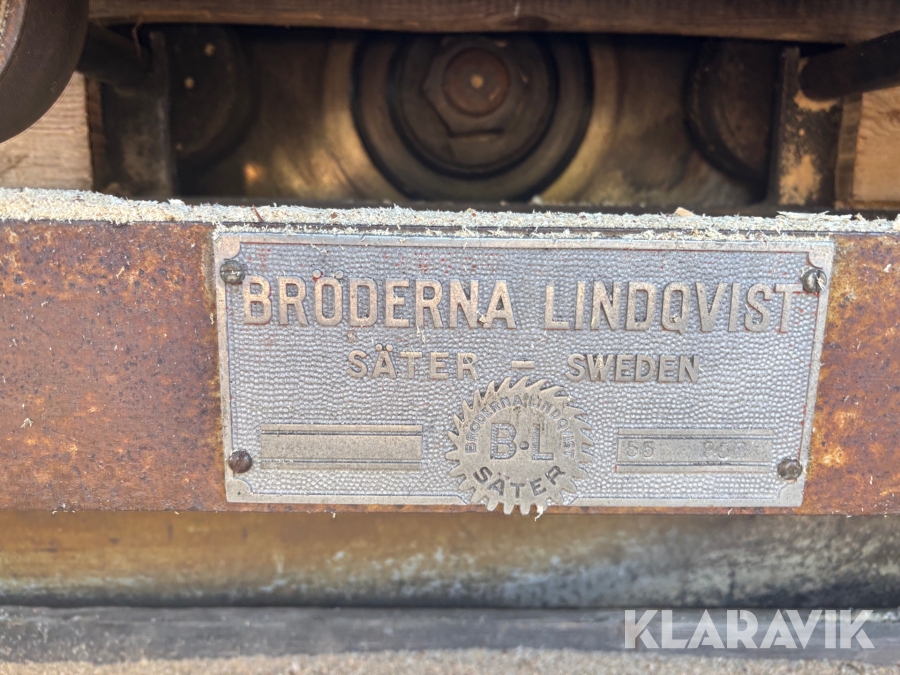 BRÖDERNA LINDQVIST
SÄTER – SWEDEN
BRÖDERNA LINDQVIST
B·L
SÄTER
KLARAVIK